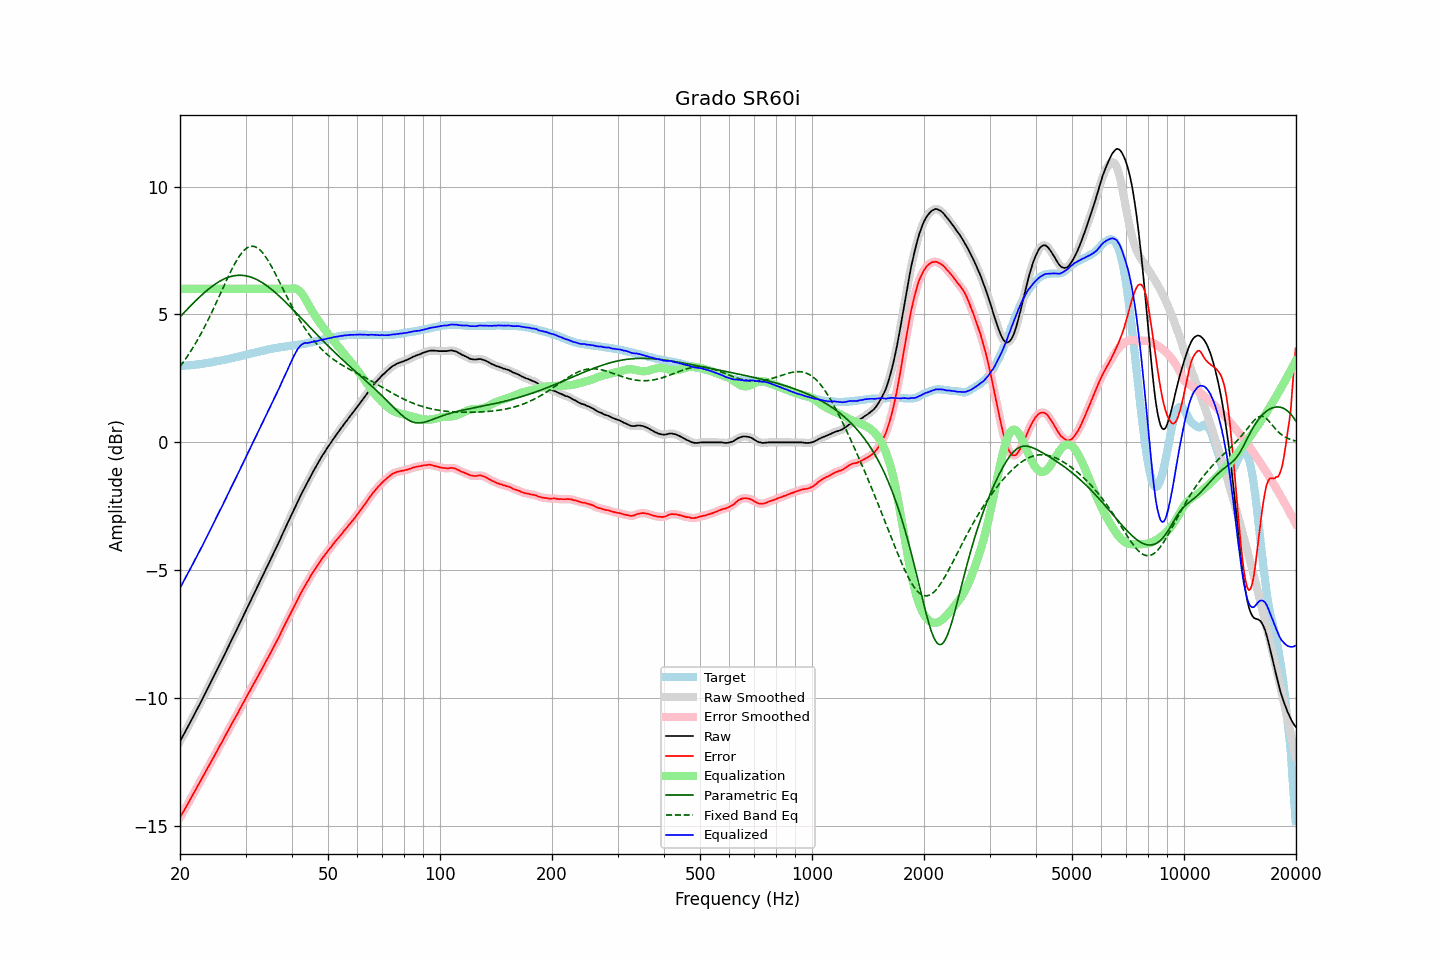 Grado SR60i
Amplitude (dBr)
10
5
0
−5
−10
−15
20
50
100
200
500
1000
2000
5000
10000
20000
Frequency (Hz)
Target
Raw Smoothed
Error Smoothed
Raw
Error
Equalization
Parametric Eq
Fixed Band Eq
Equalized